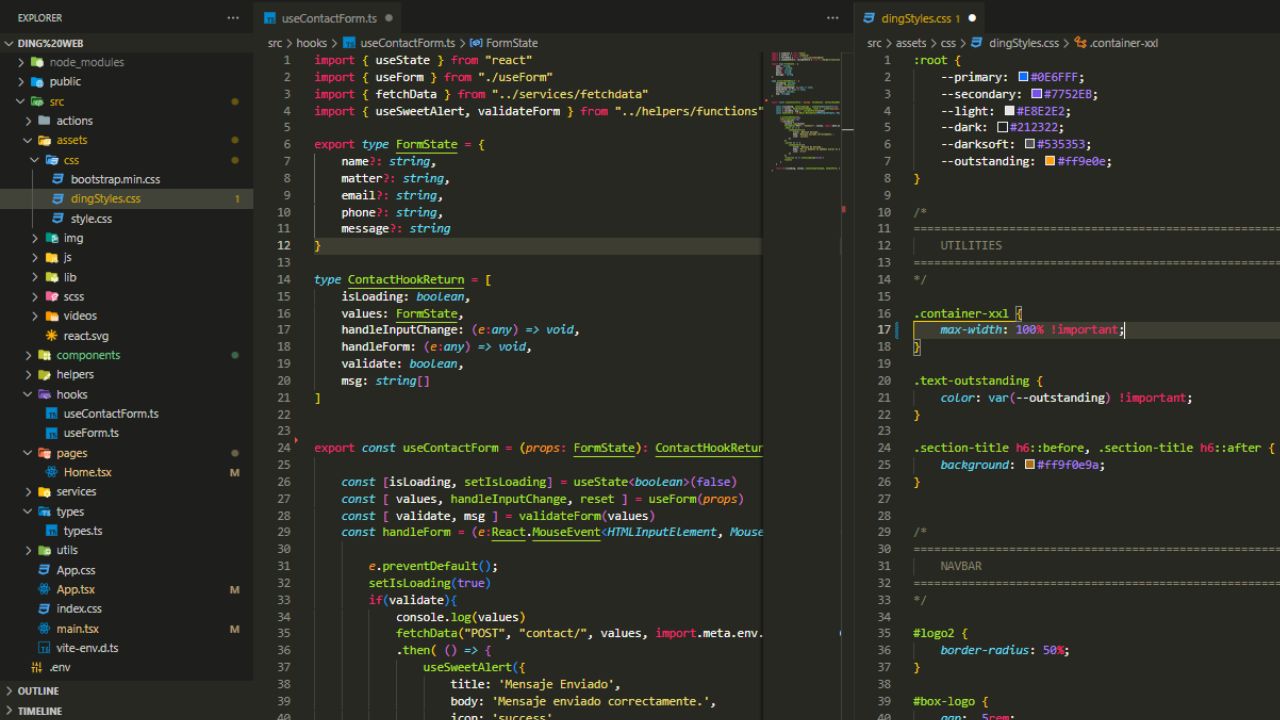 EXPLORER
DING%20WEB
node_modules
public
src
actions
assets
css
bootstrap.min.css
dingStyles.css 1
style.css
img
js
lib
scss
videos
react.svg
components
helpers
hooks
useContactForm.ts
useForm.ts
pages
Home.tsx M
services
types
types.ts
utils
App.css
App.tsx M
index.css
main.tsx M
vite-env.d.ts
.env
OUTLINE
TIMELINE
useContactForm.ts
src > hooks > useContactForm.ts > FormState
1 import { useState } from "react"
2 import { useForm } from "./useForm"
3 import { fetchData } from "../services/fetchdata"
4 import { useSweetAlert, validateForm } from "../helpers/functions"
5
6 export type FormState = {
7 name?: string,
8 matter?: string,
9 email?: string,
10 phone?: string,
11 message?: string
12 }
13
14 type ContactHookReturn = [
15 isLoading: boolean,
16 values: FormState,
17 handleInputChange: (e:any) => void,
18 handleForm: (e:any) => void,
19 validate: boolean,
20 msg: string[]
21 ]
22
23
24 export const useContactForm = (props: FormState): ContactHookRetur
25
26 const [isLoading, setIsLoading] = useState<boolean>(false)
27 const [ values, handleInputChange, reset ] = useForm(props)
28 const [ validate, msg ] = validateForm(values)
29 const handleForm = (e:React.MouseEvent<HTMLInputElement, Mouse
30
31 e.preventDefault();
32 setIsLoading(true)
33 if(validate){
34 console.log(values)
35 fetchData("POST", "contact/", values, import.meta.env.
36 .then( () => {
37 useSweetAlert({
38 title: 'Mensaje Enviado',
39 body: 'Mensaje enviado correctamente.',
40 icon: 'success'
dingStyles.css 1
src > assets > css > dingStyles.css > .container-xxl
1 :root {
2 --primary: #0E6FFF;
3 --secondary: #7752EB;
4 --light: #E8E2E2;
5 --dark: #212322;
6 --darksoft: #535353;
7 --outstanding: #ff9e0e;
8 }
9
10 /*
11 ======================================================
12 UTILITIES
13 ======================================================
14 */
15
16 .container-xxl {
17 max-width: 100% !important;
18 }
19
20 .text-outstanding {
21 color: var(--outstanding) !important;
22 }
23
24 .section-title h6::before, .section-title h6::after {
25 background: #ff9f0e9a;
26 }
27
28
29 /*
30 ======================================================
31 NAVBAR
32 ======================================================
33 */
34
35 #logo2 {
36 border-radius: 50%;
37 }
38
39 #box-logo {
40 gap: .5rem;